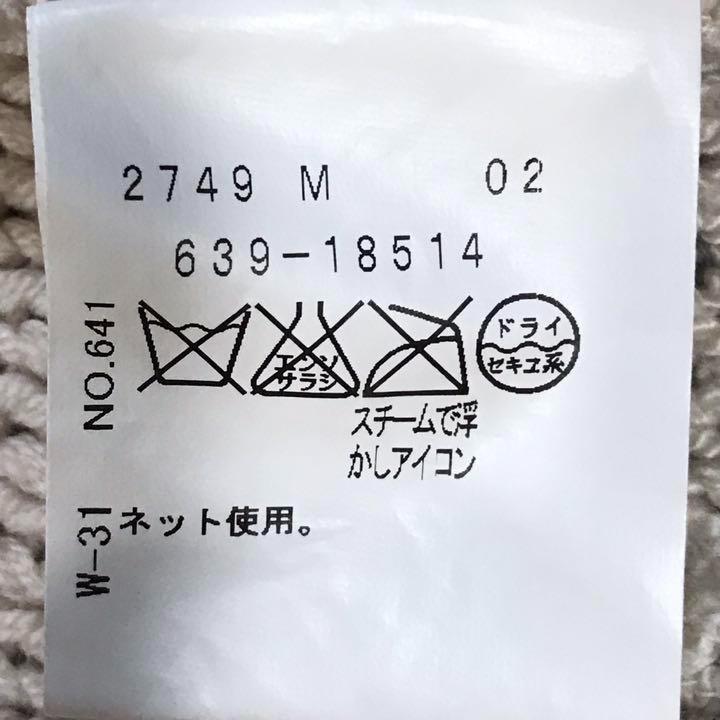 2749 M 02
639-18514
NO.641
エンソ
サラシ
ドライ
セキユ系
スチームで浮
かしアイコン
W-31
ネット使用。